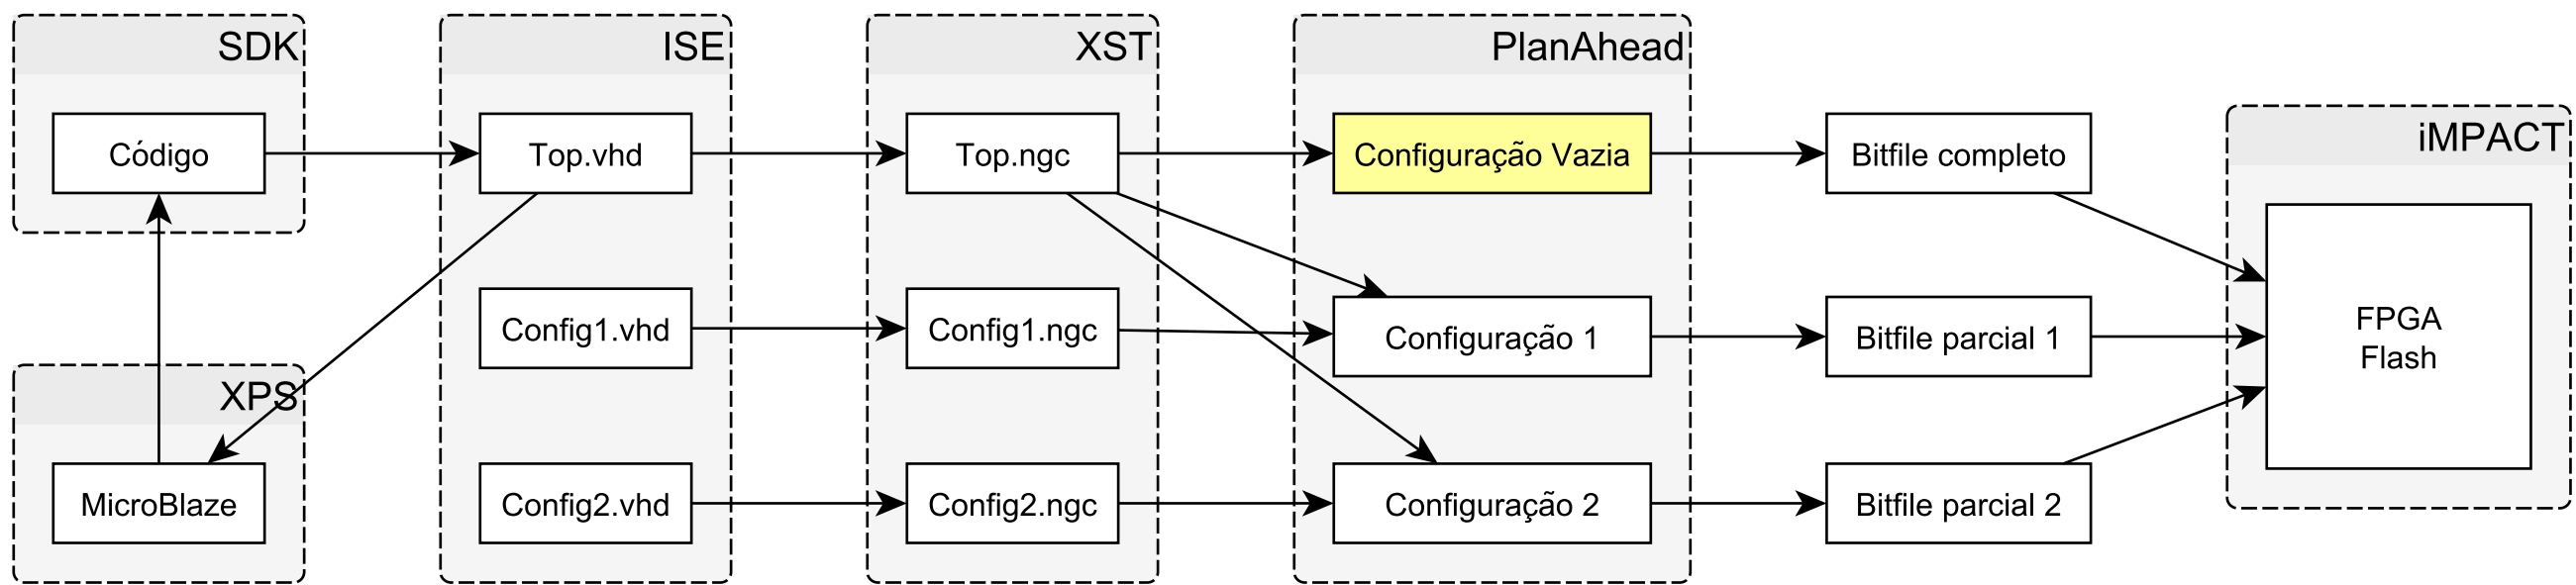 SDK
Código
XPS
MicroBlaze
ISE
Top.vhd
Config1.vhd
Config2.vhd
XST
Top.ngc
Config1.ngc
Config2.ngc
PlanAhead
Configuração Vazia
Configuração 1
Configuração 2
Bitfile completo
Bitfile parcial 1
Bitfile parcial 2
iMPACT
FPGA
Flash